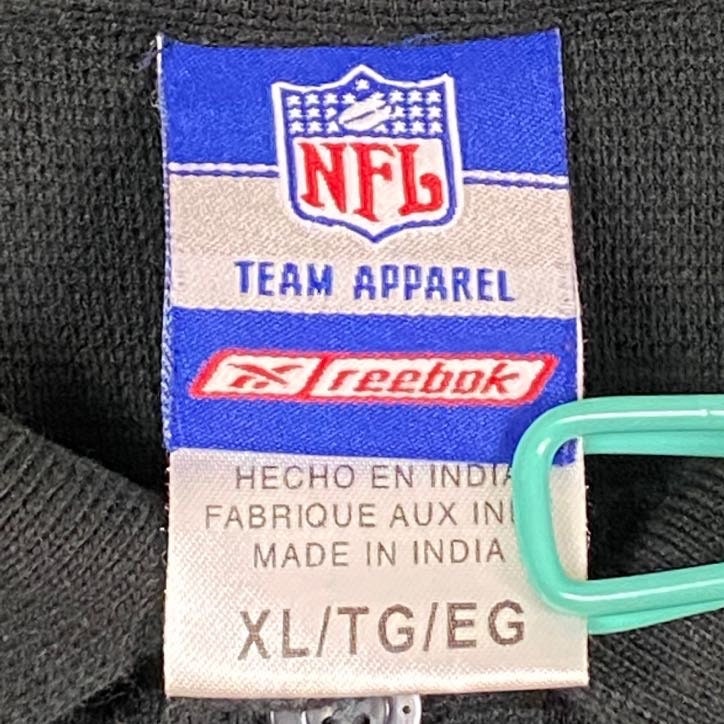 NFL
TEAM APPAREL
reebok
HECHO EN INDIA
FABRIQUE AUX
MADE IN INDIA
XL/TG/EG